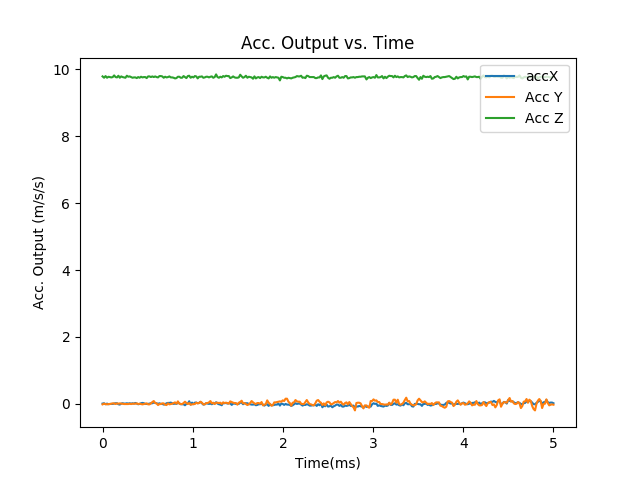 Acc. Output vs. Time
accX
Acc Y
Acc Z
Acc. Output (m/s/s)
10
8
6
4
2
0
0 1 2 3 4 5
Time(ms)